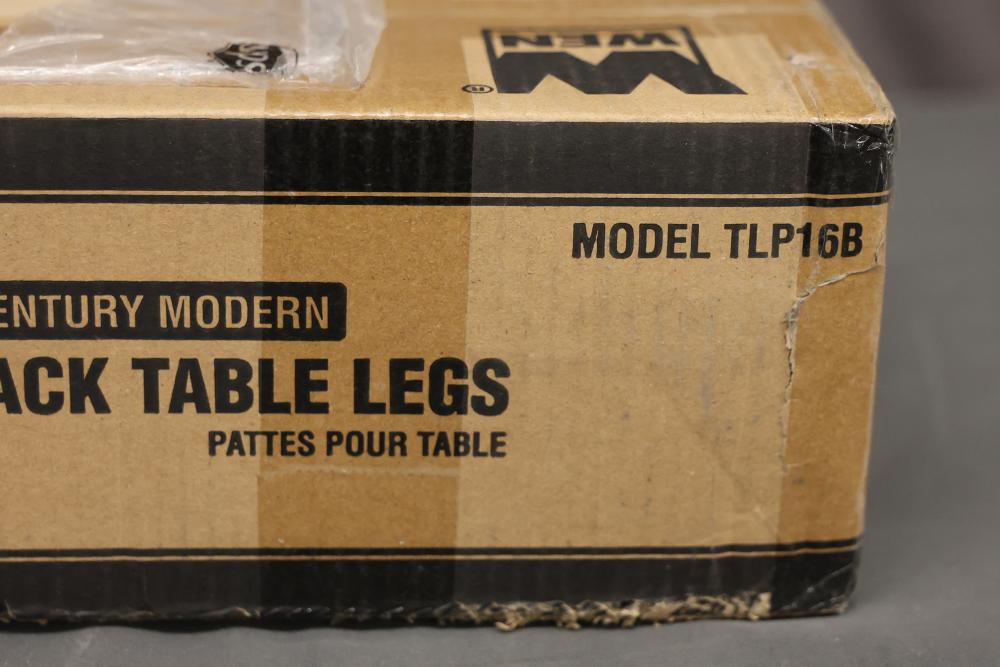 WEN
®
MODEL TLP16B
ENTURY MODERN
ACK TABLE LEGS
PATTES POUR TABLE